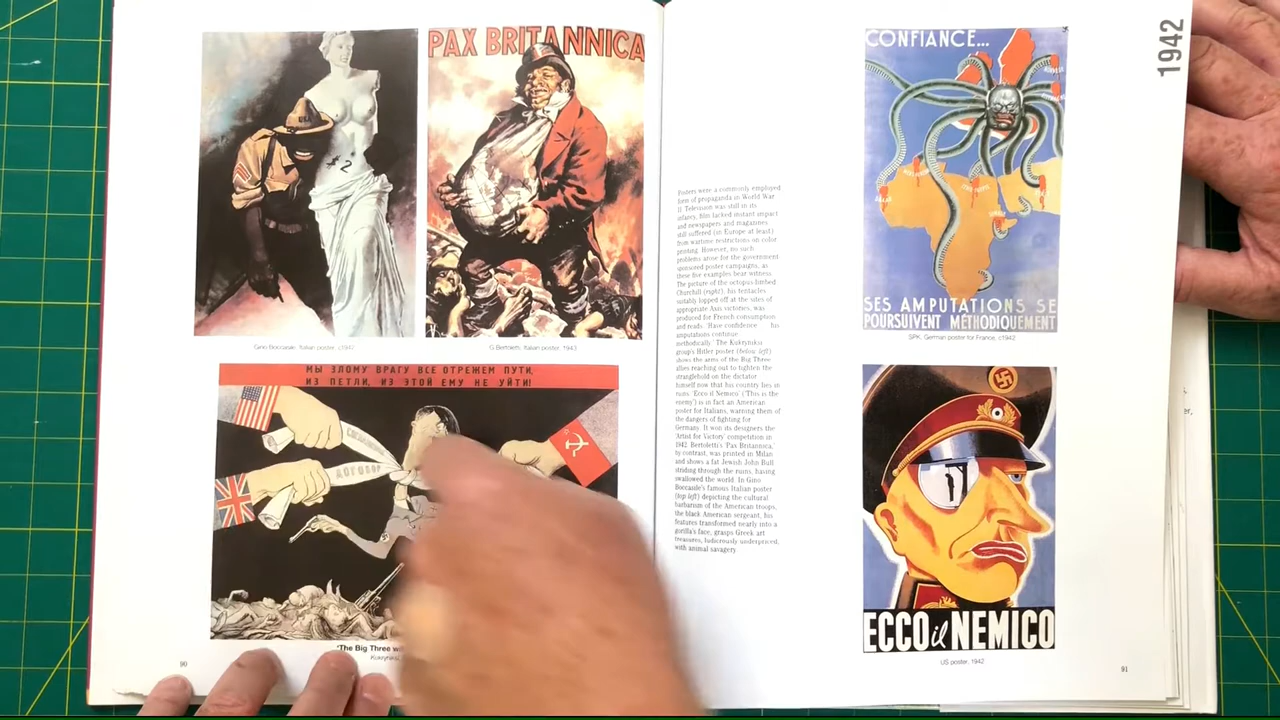 1942
PAX BRITANNICA
USA
$2
Gino Boccasile: Italian poster, c1942
G Bertoletti: Italian poster, 1943
МЫ ЗЛОМУ ВРАГУ ВСЕ ОТРЕЖЕМ ПУТИ,
ИЗ ПЕТЛИ, ИЗ ЭТОЙ ЕМУ НЕ УЙТИ!
ДОГОВОР
'The Big Three wi
Kukryniksi,
90
Posters were a commonly employed
form of propaganda in World War
II. Television was still in its
infancy, film lacked instant impact
and newspapers and magazines
still suffered (in Europe at least)
from wartime restrictions on color
printing. However, no such
problems arose for the government
sponsored poster campaigns, as
these five examples bear witness.
The picture of the octopus-limbed
Churchill (right), his tentacles
suitably lopped off at the sites of
appropriate Axis victories, was
produced for French consumption
and reads 'Have confidence his
amputations continue
methodically.' The Kukryniksi
group's Hitler poster (below left)
shows the arms of the Big Three
allies reaching out to tighten the
stranglehold on the dictator
himself now that his country lies in
ruins. 'Ecco il Nemico' ('This is the
enemy') is in fact an American
poster for Italians, warning them of
the dangers of fighting for
Germany. It won its designers the
'Artist for Victory' competition in
1942. Bertoletti's 'Pax Britannica,'
by contrast, was printed in Milan
and shows a fat Jewish John Bull
striding through the ruins, having
swallowed the world. In Gino
Boccasile's famous Italian poster
(top left) depicting the cultural
barbarism of the American troops,
the black American sergeant, his
features transformed nearly into a
gorilla's face, grasps Greek art
treasures, ludicrously underpriced,
with animal savagery.
CONFIANCE...
DAKAR
SES AMPUTATIONS SE
POURSUIVENT MÉTHODIQUEMENT
SPK, German poster for France, c1942
ECCO il NEMICO
US poster, 1942
91